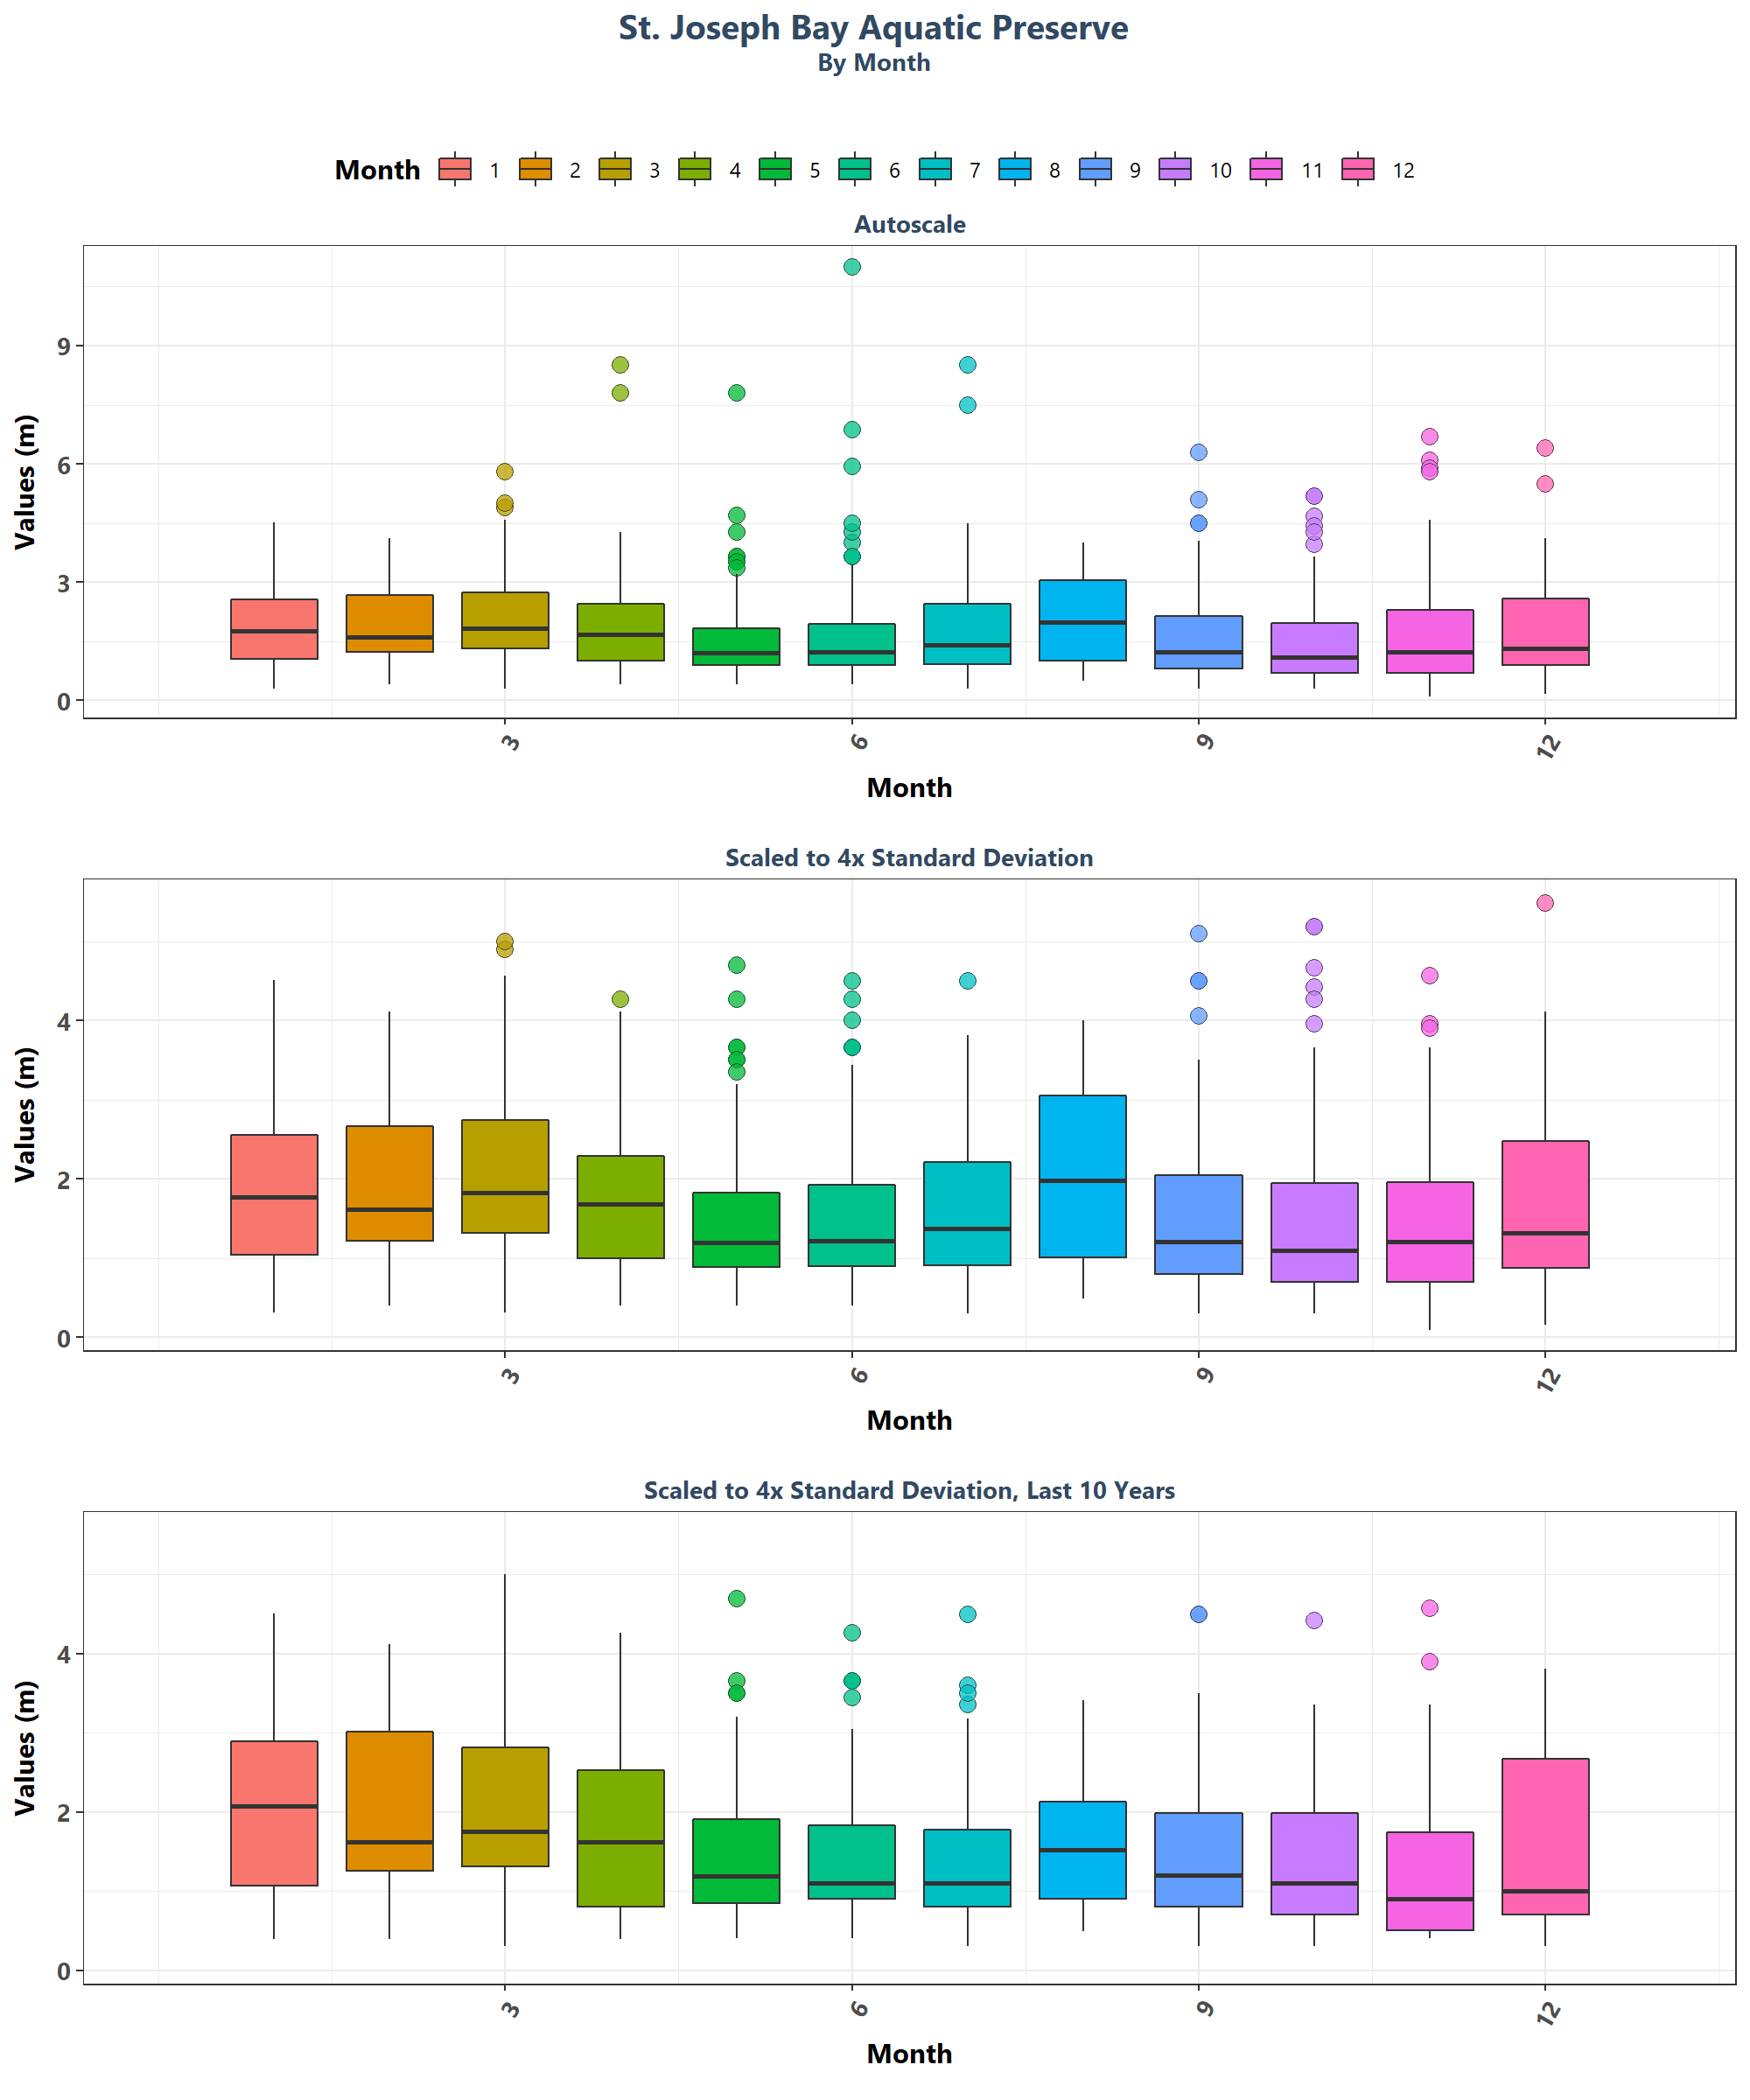 St. Joseph Bay Aquatic Preserve
By Month
Month 1 2 3 4 5 6 7 8 9 10 11 12
Autoscale
Values (m)
9
6
3
0
3 6 9 12
Month
Scaled to 4x Standard Deviation
Values (m)
4
2
0
3 6 9 12
Month
Scaled to 4x Standard Deviation, Last 10 Years
Values (m)
4
2
0
3 6 9 12
Month